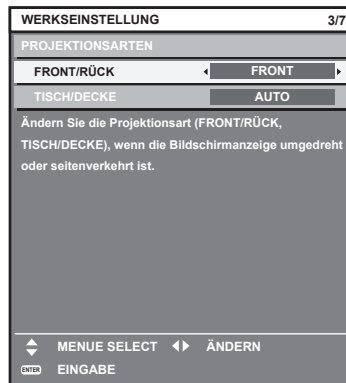 WERKSEINSTELLUNG 3/7
PROJEKTIONSARTEN
FRONT/RÜCK FRONT
TISCH/DECKE AUTO
Ändern Sie die Projektionsart (FRONT/RÜCK,
TISCH/DECKE), wenn die Bildschirmanzeige umgedreht
oder seitenverkehrt ist.
MENUE SELECT ÄNDERN
ENTER EINGABE